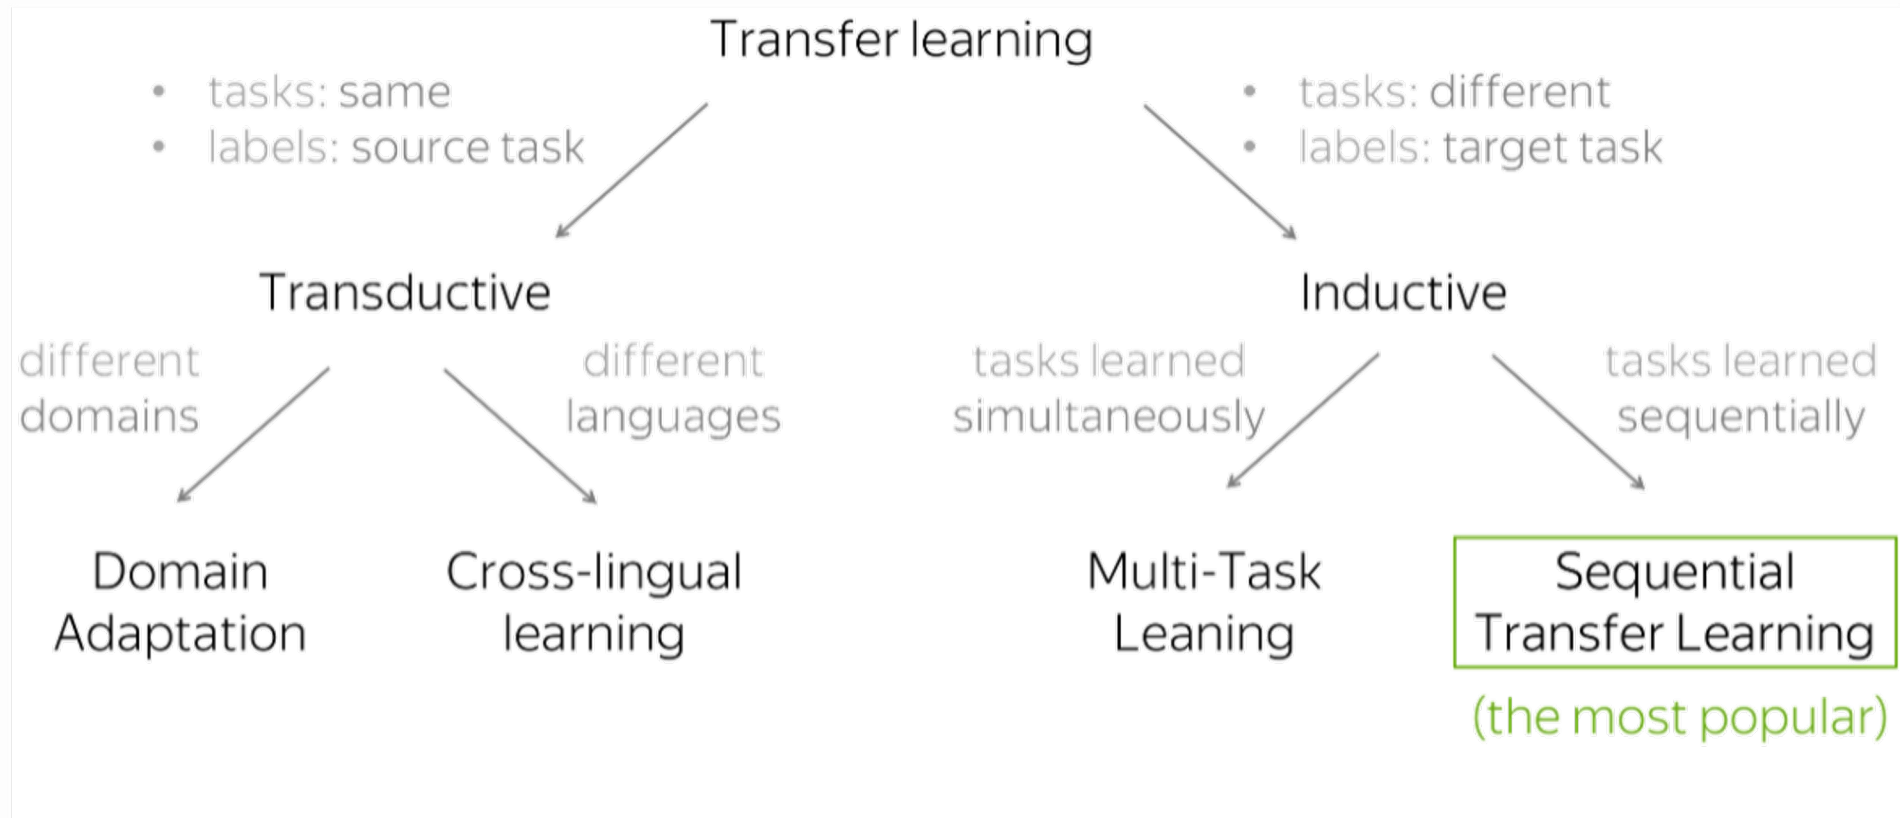 Transfer learning
• tasks: same
• labels: source task
• tasks: different
• labels: target task
Transductive
Inductive
different
domains
different
languages
tasks learned
simultaneously
tasks learned
sequentially
Domain
Adaptation
Cross-lingual
learning
Multi-Task
Leaning
Sequential
Transfer Learning
(the most popular)